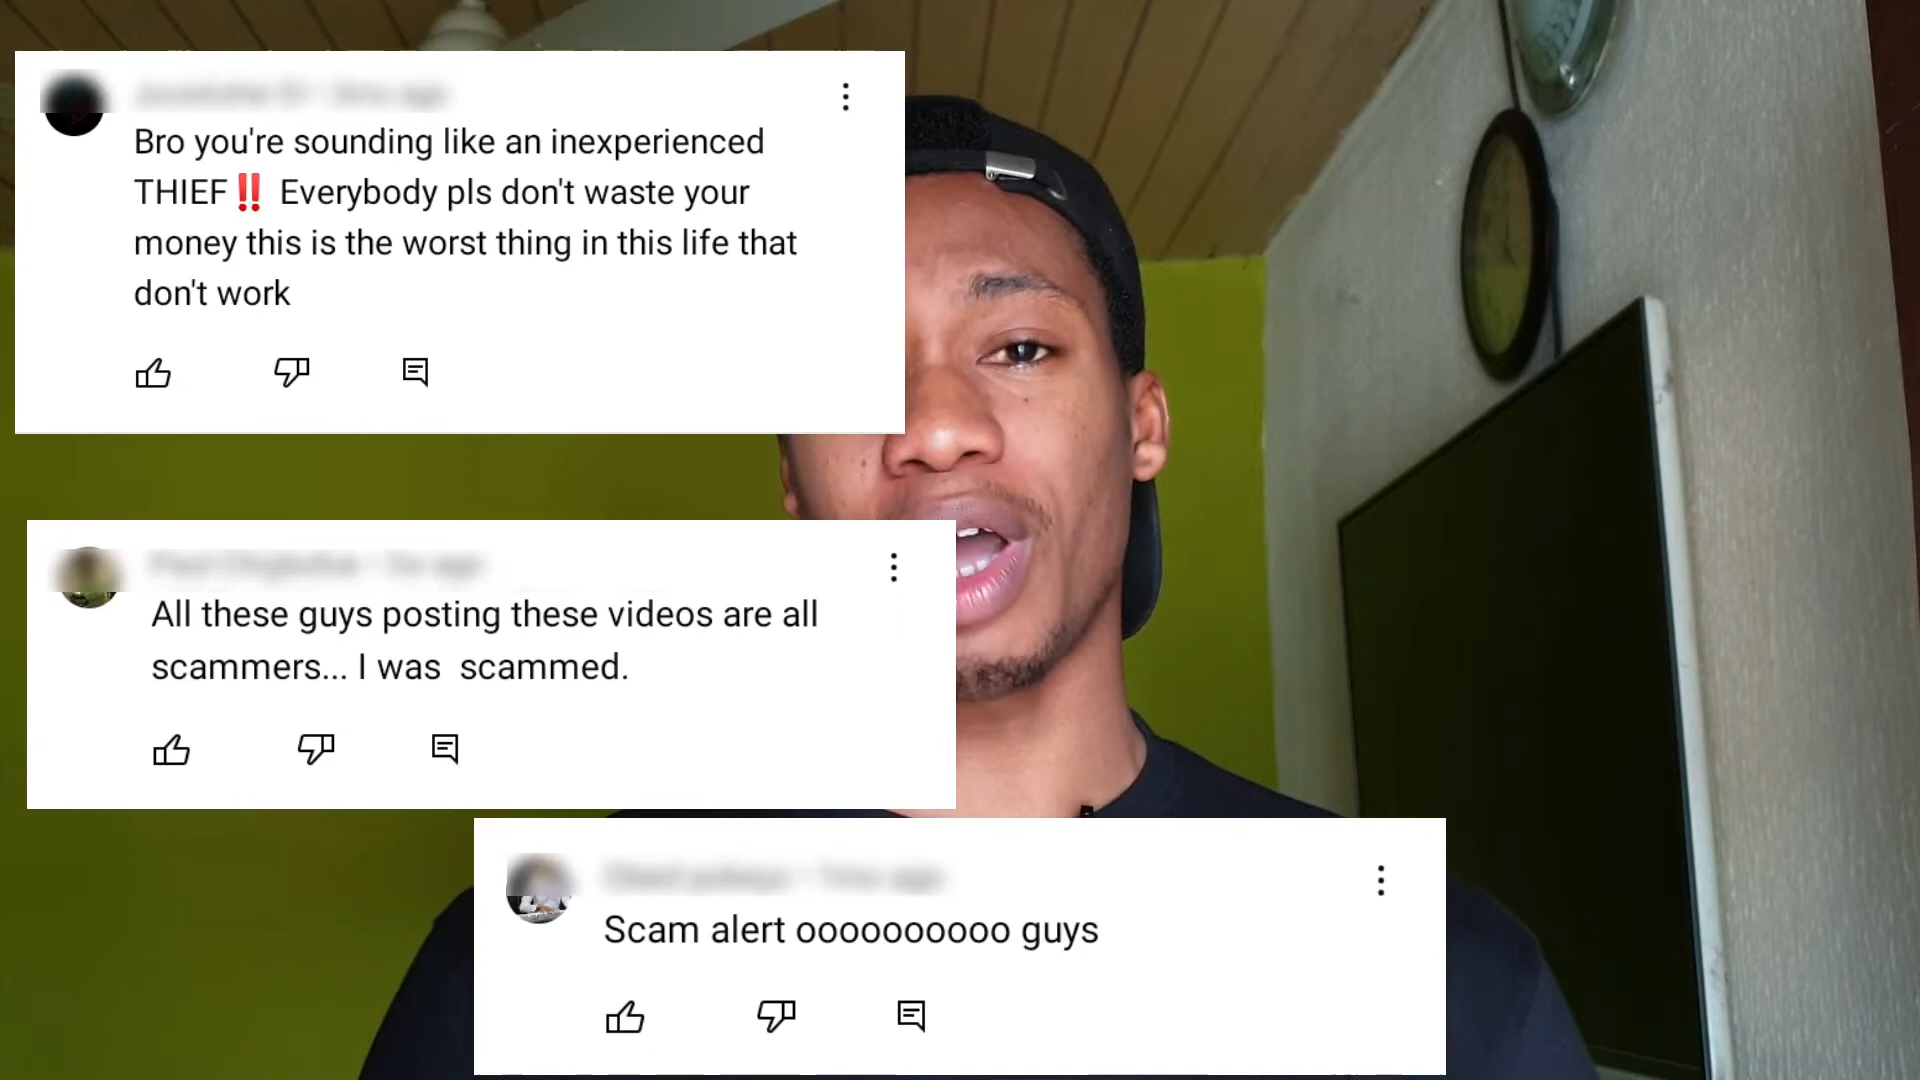 Bro you're sounding like an inexperienced
THIEF‼️ Everybody pls don't waste your
money this is the worst thing in this life that
don't work
All these guys posting these videos are all
scammers... I was  scammed.
Scam alert oooooooooo guys